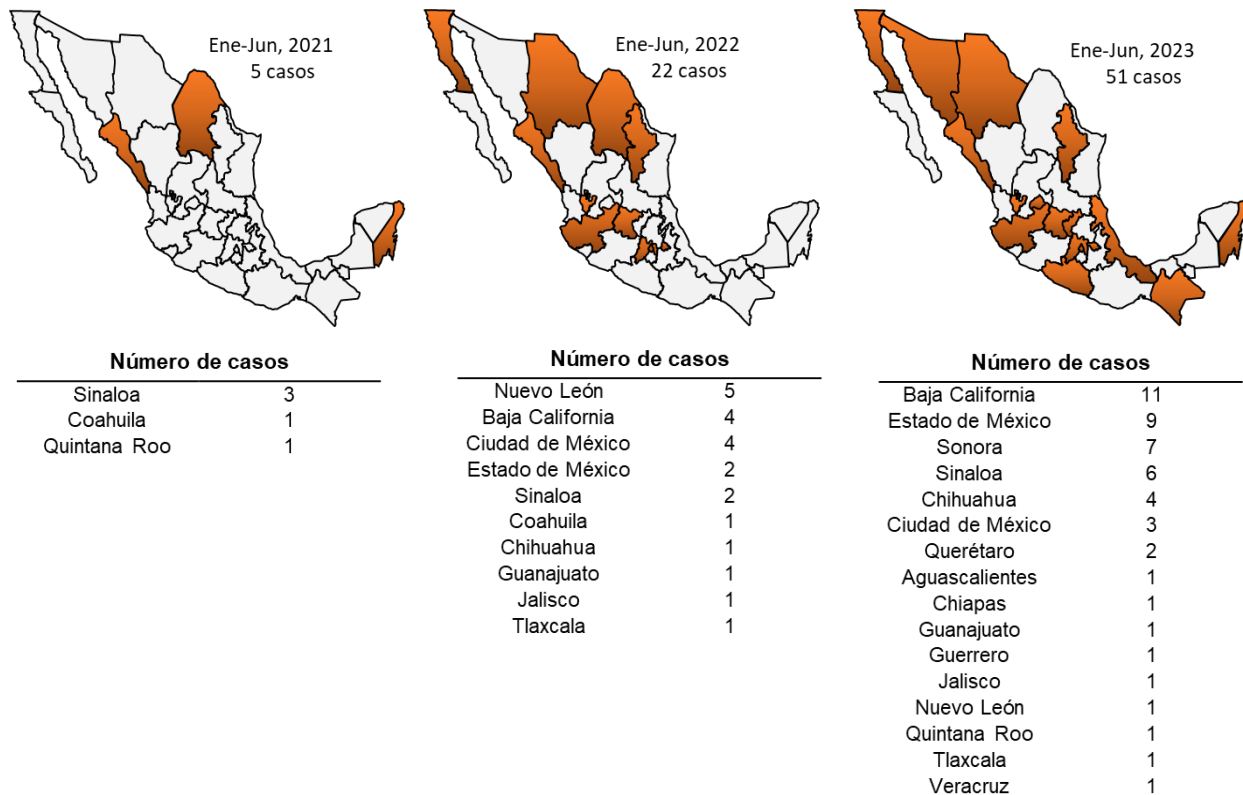 Ene-Jun, 2021
5 casos
Ene-Jun, 2022
22 casos
Ene-Jun, 2023
51 casos
Número de casos
Sinaloa 3
Coahuila 1
Quintana Roo 1
Número de casos
Nuevo León 5
Baja California 4
Ciudad de México 4
Estado de México 2
Sinaloa 2
Coahuila 1
Chihuahua 1
Guanajuato 1
Jalisco 1
Tlaxcala 1
Número de casos
Baja California 11
Estado de México 9
Sonora 7
Sinaloa 6
Chihuahua 4
Ciudad de México 3
Querétaro 2
Aguascalientes 1
Chiapas 1
Guanajuato 1
Guerrero 1
Jalisco 1
Nuevo León 1
Quintana Roo 1
Tlaxcala 1
Veracruz 1